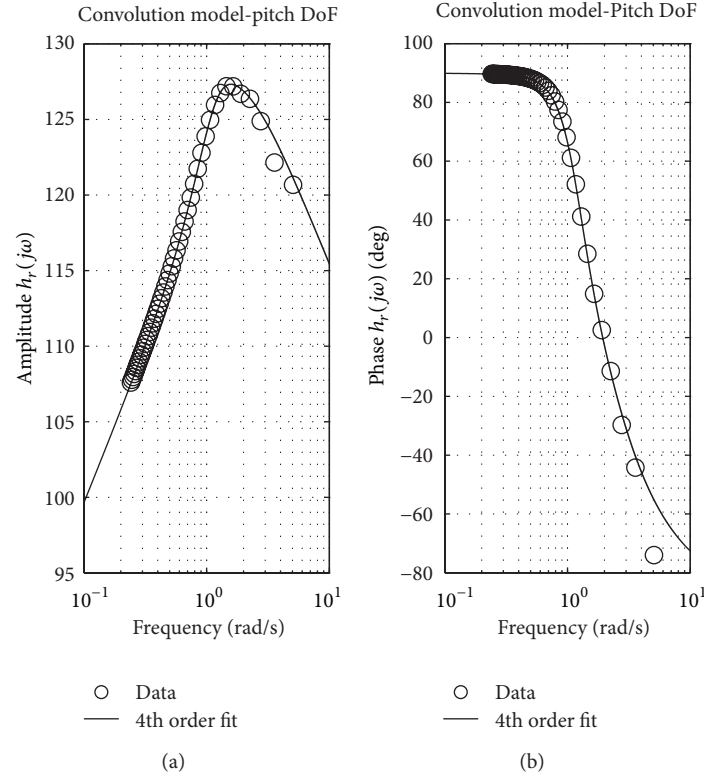 Convolution model-pitch DoF
130
125
120
115
110
105
100
95
Amplitude h_r(jω)
10^−1
10^0
10^1
Frequency (rad/s)
Data
4th order fit
(a)
Convolution model-Pitch DoF
100
80
60
40
20
0
−20
−40
−60
−80
Phase h_r(jω) (deg)
10^−1
10^0
10^1
Frequency (rad/s)
Data
4th order fit
(b)